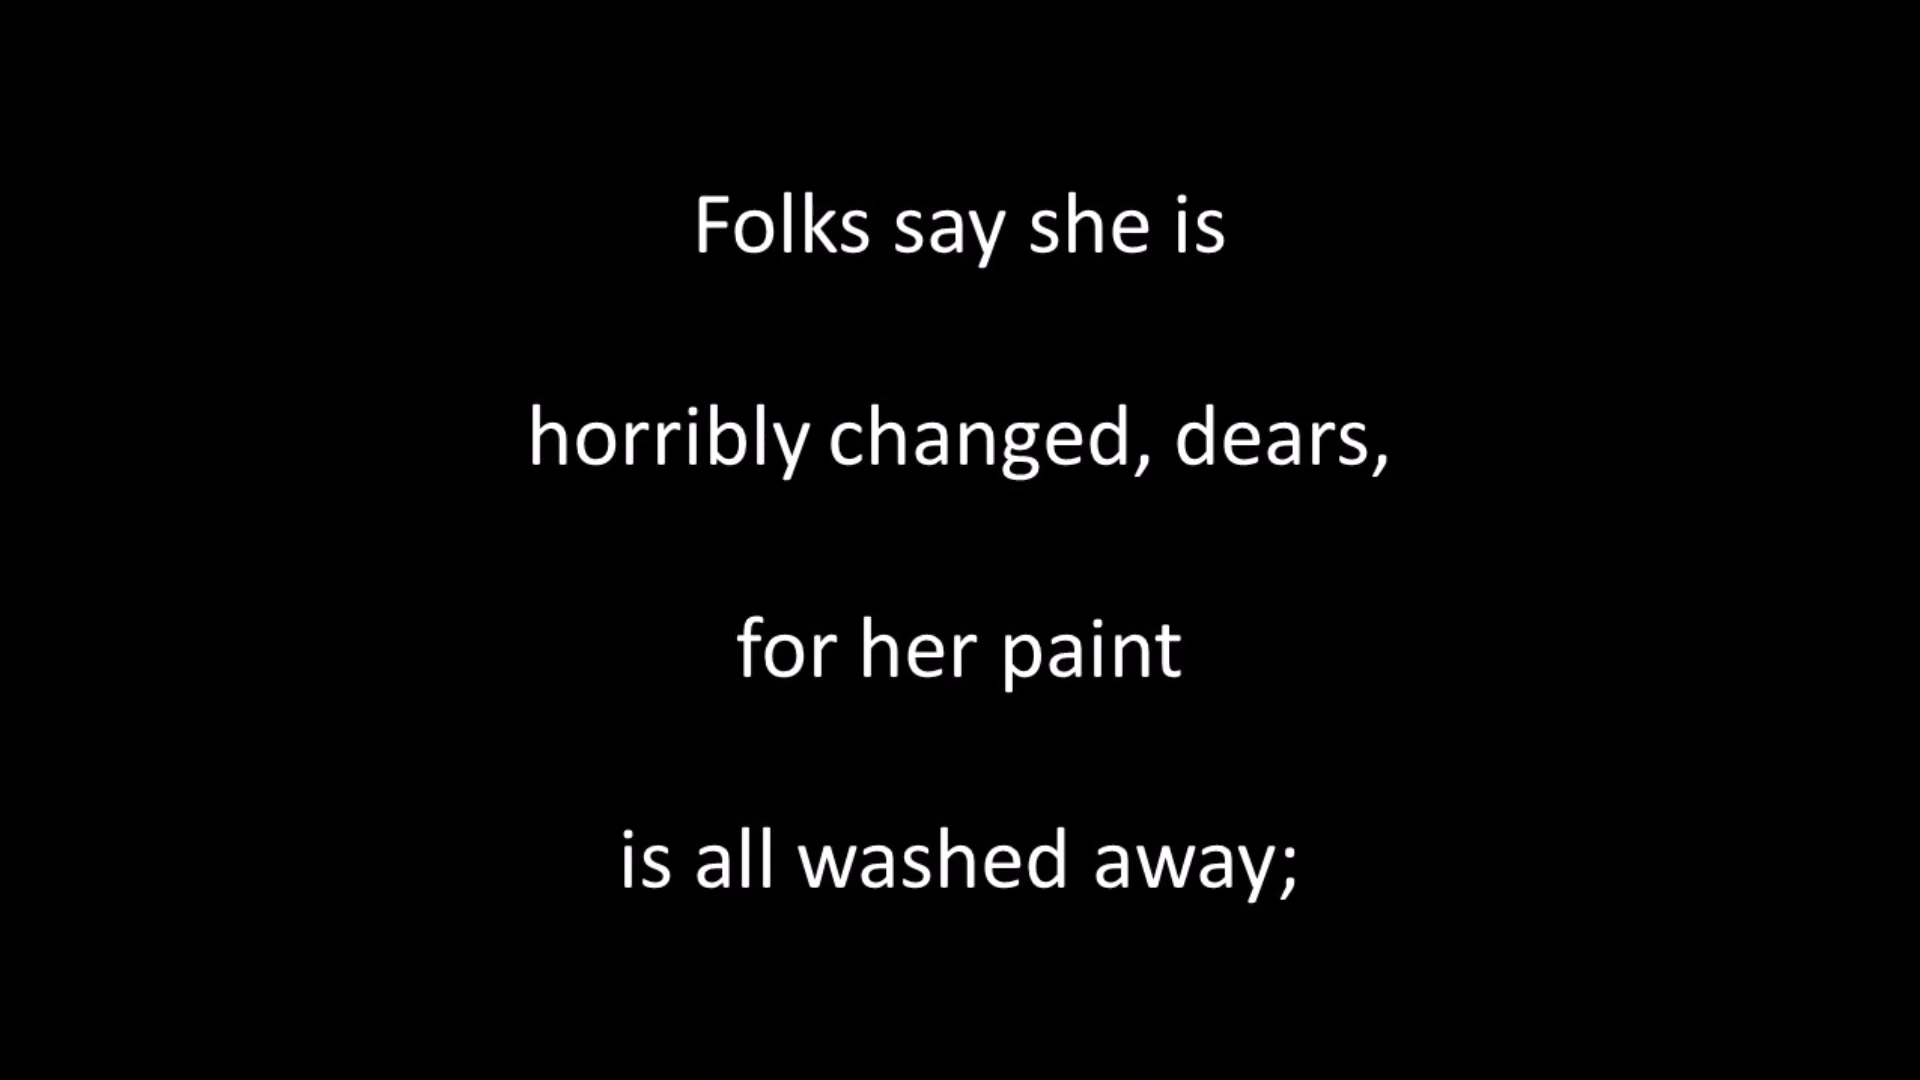 Folks say she is
horribly changed, dears,
for her paint
is all washed away;